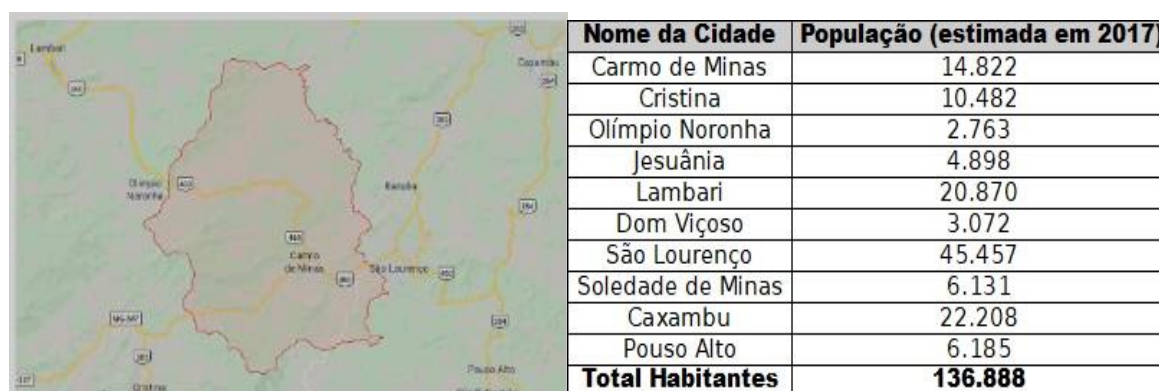 Lambari
Caxambu
Olímpio
Noronha
Baependi
Carmo
de Minas
São Lourenço
MG-347
Pouso Alto
Cristina
Nome da Cidade População (estimada em 2017)
Carmo de Minas 14.822
Cristina 10.482
Olímpio Noronha 2.763
Jesuânia 4.898
Lambari 20.870
Dom Viçoso 3.072
São Lourenço 45.457
Soledade de Minas 6.131
Caxambu 22.208
Pouso Alto 6.185
Total Habitantes 136.888